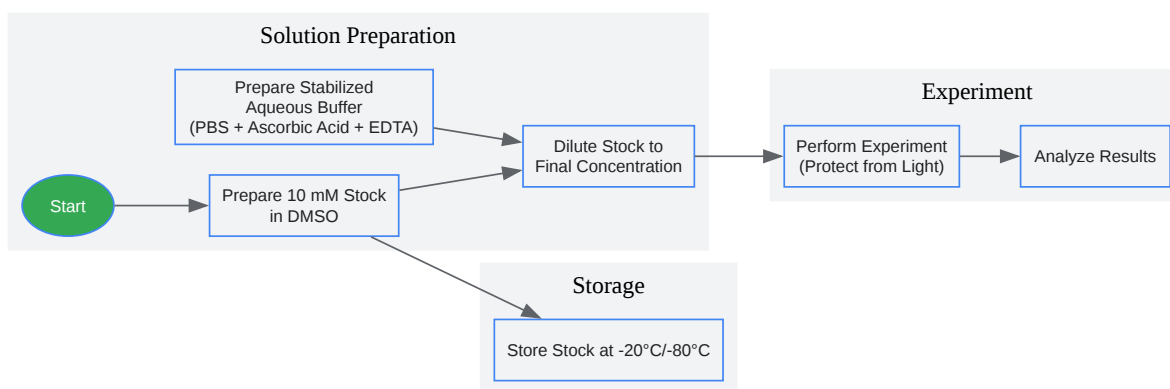 Solution Preparation
Prepare Stabilized
Aqueous Buffer
(PBS + Ascorbic Acid + EDTA)
Start
Prepare 10 mM Stock
in DMSO
Dilute Stock to
Final Concentration
Experiment
Perform Experiment
(Protect from Light)
Analyze Results
Storage
Store Stock at -20°C/-80°C